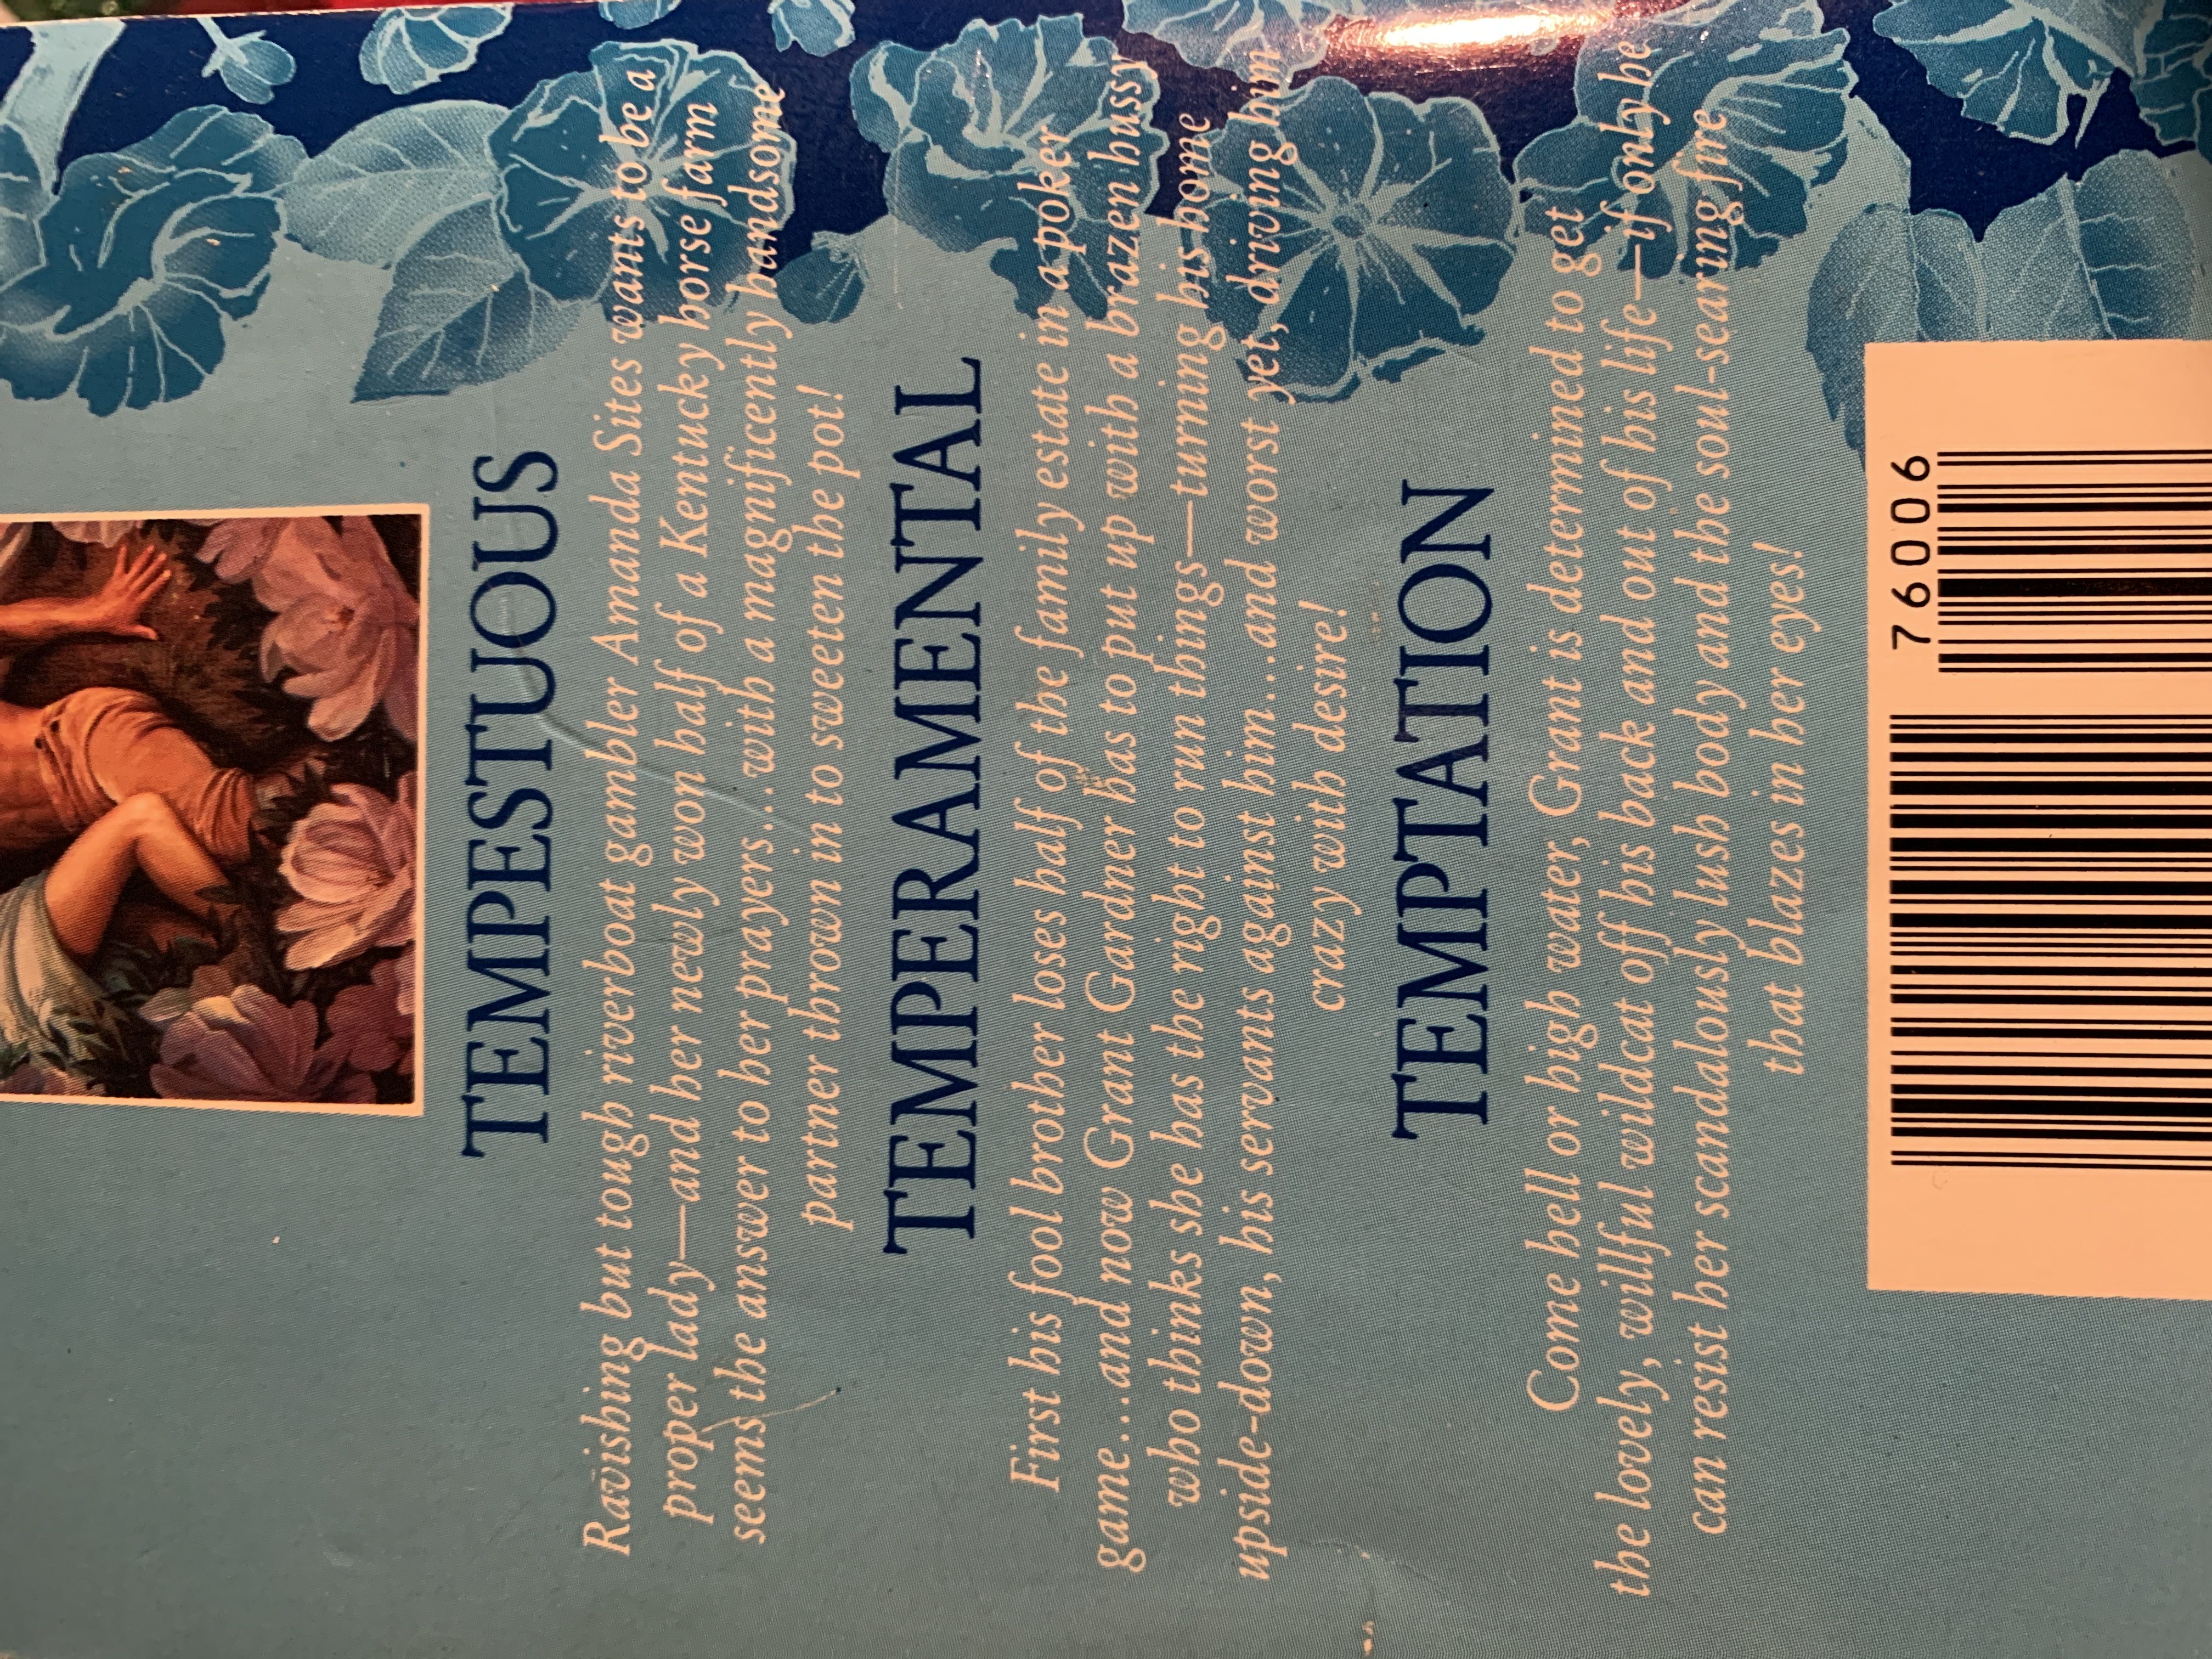 TEMPESTUOUS
Ravishing but tough riverboat gambler Amanda Sites wants to be a
proper lady—and her newly won half of a Kentucky horse farm
seems the answer to her prayers...with a magnificently handsome
partner thrown in to sweeten the pot!
TEMPERAMENTAL
First his fool brother loses half of the family estate in a poker
game...and now Grant Gardner has to put up with a brazen hussy
who thinks she has the right to run things—turning his home
upside-down, his servants against him...and worst yet, driving him
crazy with desire!
TEMPTATION
Come hell or high water, Grant is determined to get
the lovely, willful wildcat off his back and out of his life—if only he
can resist her scandalously lush body and the soul-searing fire
that blazes in her eyes!
76006